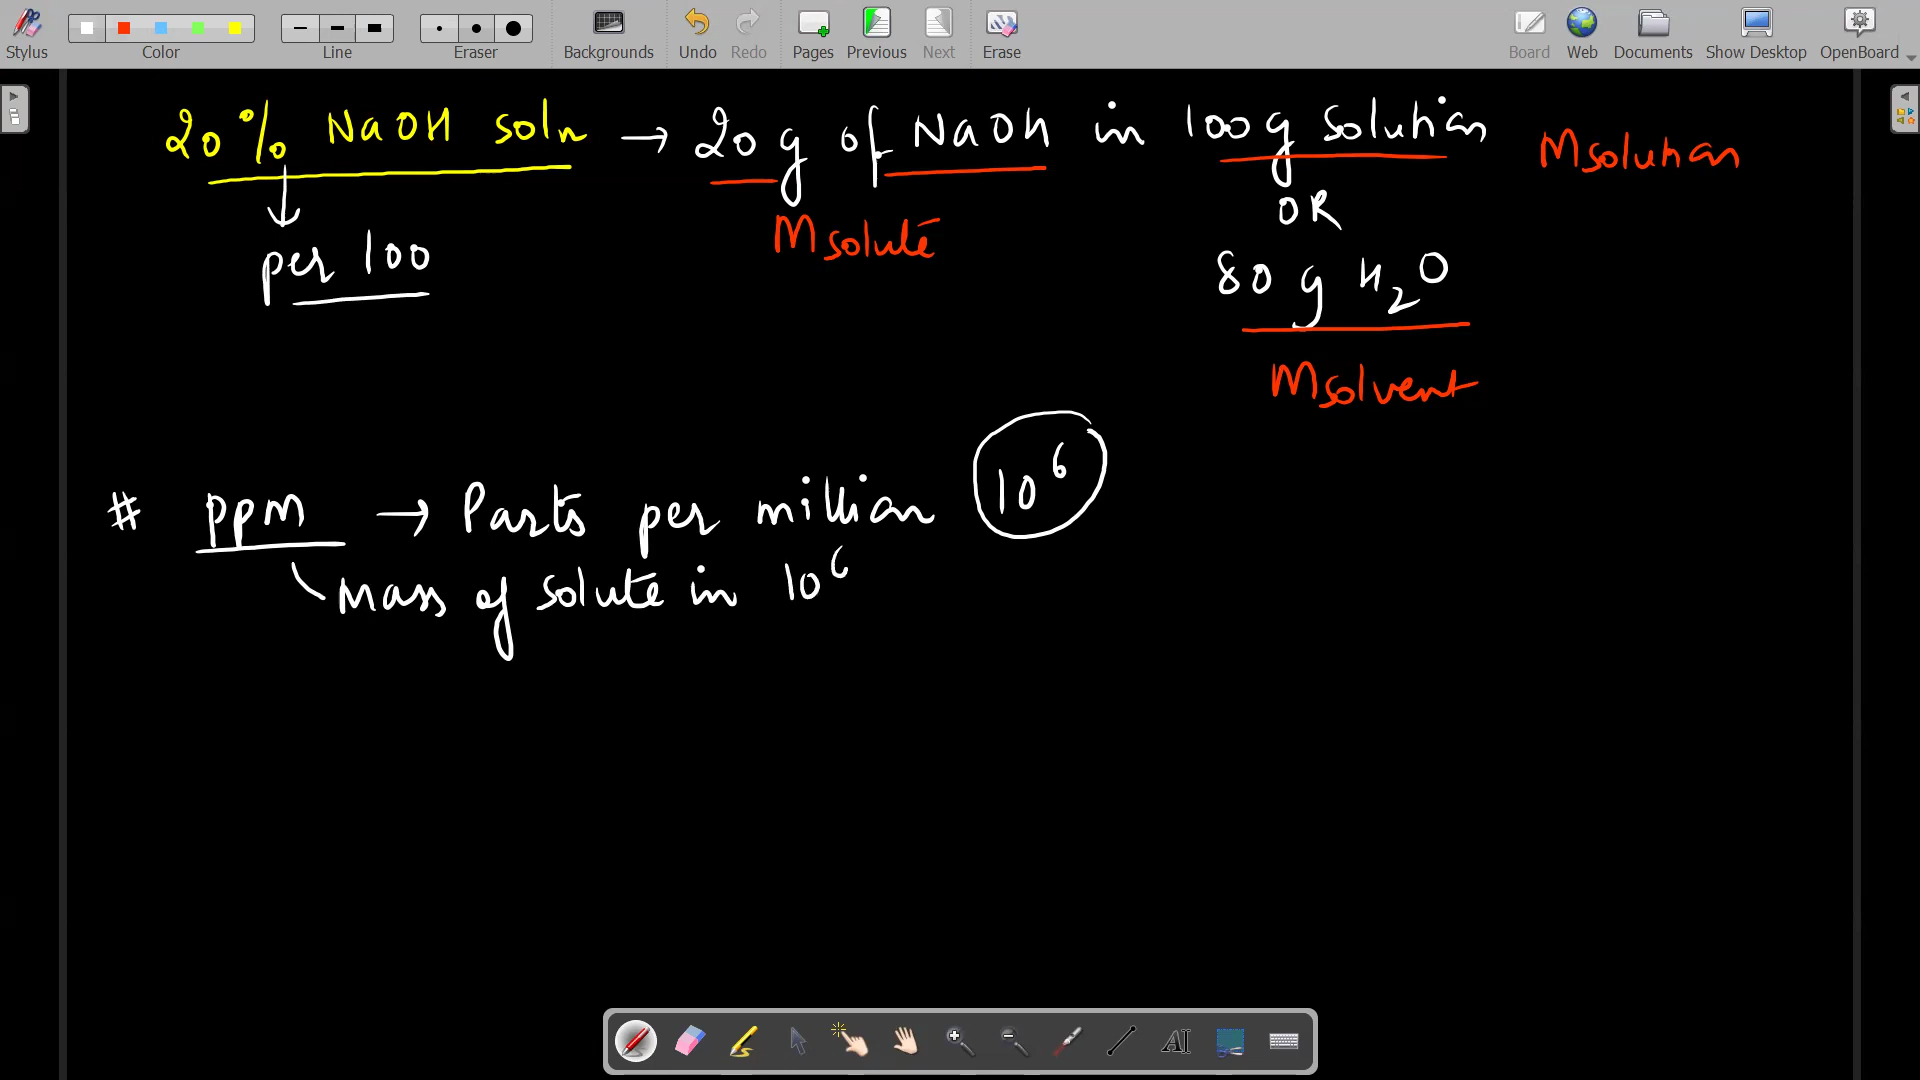 Stylus Color Line Eraser Backgrounds Undo Redo Pages Previous Next Erase Board Web Documents Show Desktop OpenBoard
20% NaOH soln → 20 g of NaOH in 100g solution Msolution
per 100
Msolute
OR
80 g H2O
Msolvent
# PPM → Parts per million 10^6
Mass of solute in 10^6